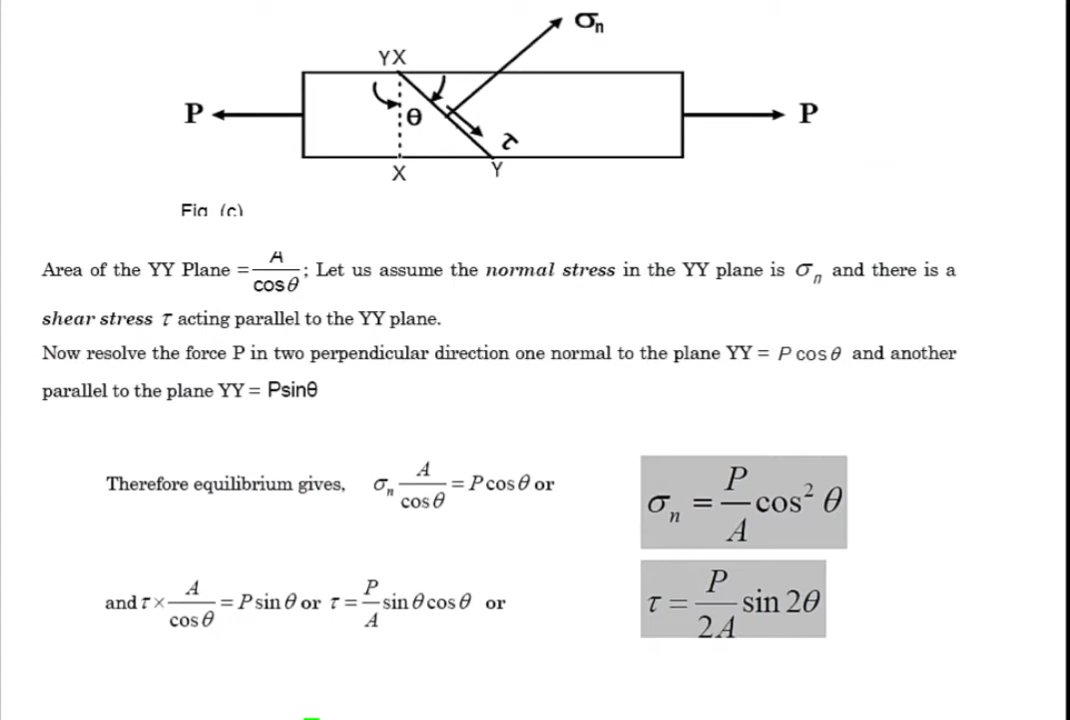 σn
YX
P
P
θ
τ
X
Y
Fig (c)
Area of the YY Plane = A/cosθ; Let us assume the normal stress in the YY plane is σn and there is a
shear stress τ acting parallel to the YY plane.
Now resolve the force P in two perpendicular direction one normal to the plane YY = P cosθ and another
parallel to the plane YY = Psinθ
Therefore equilibrium gives, σn A/cosθ = P cosθ or
σn = P/A cos² θ
and τ × A/cosθ = P sinθ or τ = P/A sinθ cosθ or
τ = P/2A sin 2θ